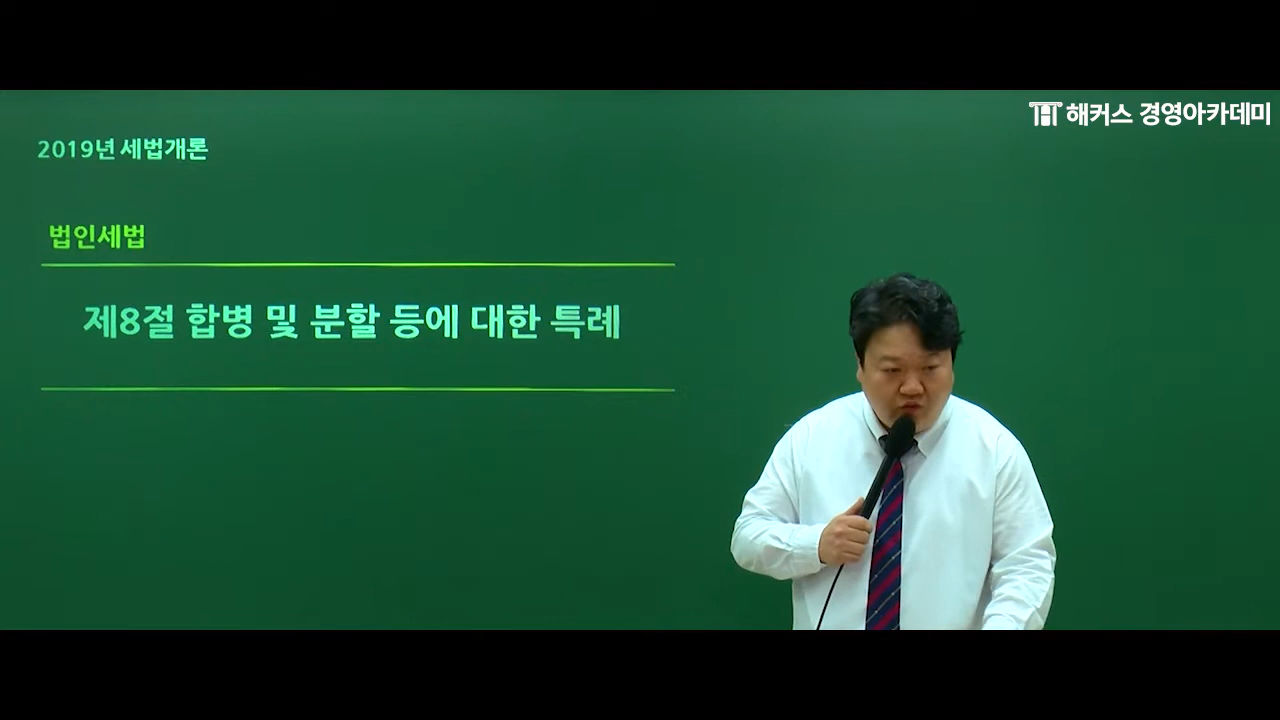 해커스 경영아카데미
2019년 세법개론
법인세법
제8절 합병 및 분할 등에 대한 특례